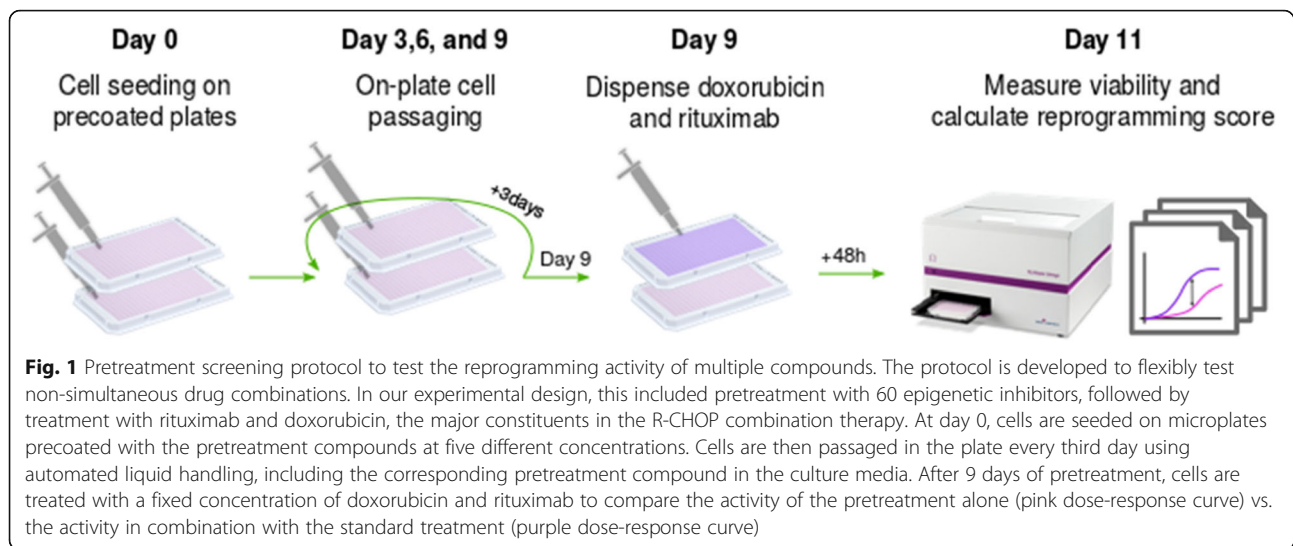 Day 0
Cell seeding on
precoated plates
Day 3,6, and 9
On-plate cell
passaging
Day 9
Dispense doxorubicin
and rituximab
Day 11
Measure viability and
calculate reprogramming score
+3days
Day 9
+48h
Fig. 1 Pretreatment screening protocol to test the reprogramming activity of multiple compounds. The protocol is developed to flexibly test
non-simultaneous drug combinations. In our experimental design, this included pretreatment with 60 epigenetic inhibitors, followed by
treatment with rituximab and doxorubicin, the major constituents in the R-CHOP combination therapy. At day 0, cells are seeded on microplates
precoated with the pretreatment compounds at five different concentrations. Cells are then passaged in the plate every third day using
automated liquid handling, including the corresponding pretreatment compound in the culture media. After 9 days of pretreatment, cells are
treated with a fixed concentration of doxorubicin and rituximab to compare the activity of the pretreatment alone (pink dose-response curve) vs.
the activity in combination with the standard treatment (purple dose-response curve)